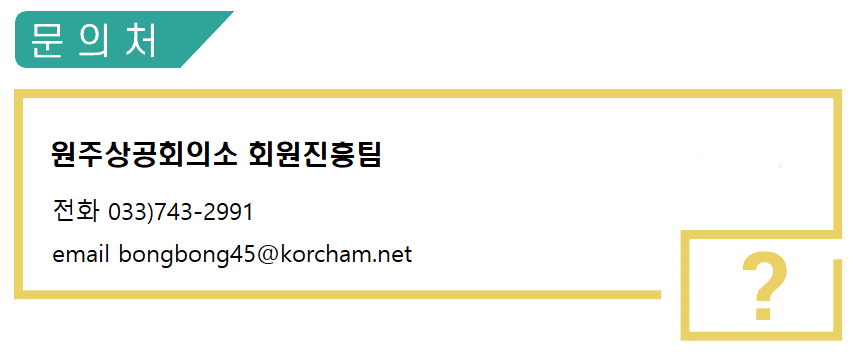 문의처
원주상공회의소 회원진흥팀
전화 033)743-2991
email bongbong45@korcham.net
?